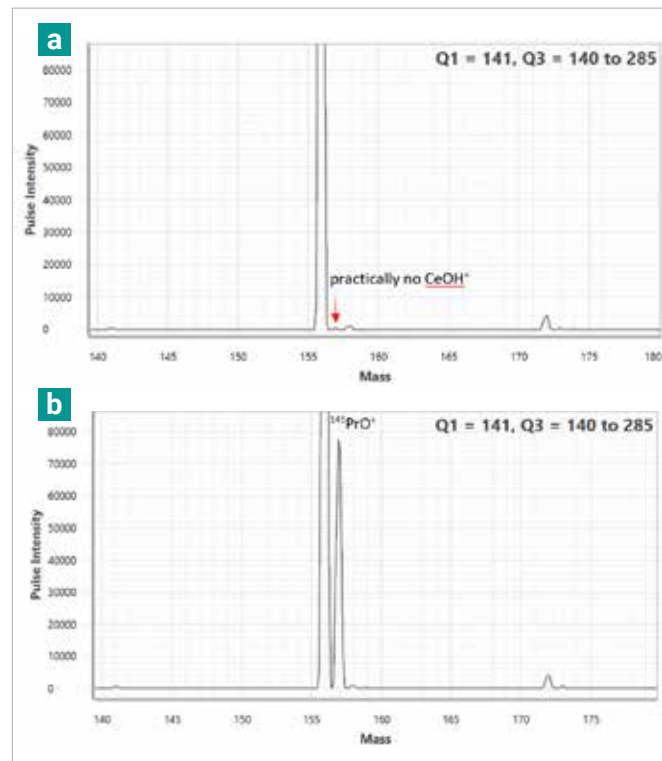 a
Q1 = 141, Q3 = 140 to 285
80000
70000
60000
50000
40000
30000
20000
10000
0
Pulse Intensity
practically no CeOH⁺
140 145 150 155 160 165 170 175 180
Mass
b
¹⁴⁵PrO⁺
Q1 = 141, Q3 = 140 to 285
80000
70000
60000
50000
40000
30000
20000
10000
0
Pulse Intensity
140 145 150 155 160 165 170 175
Mass